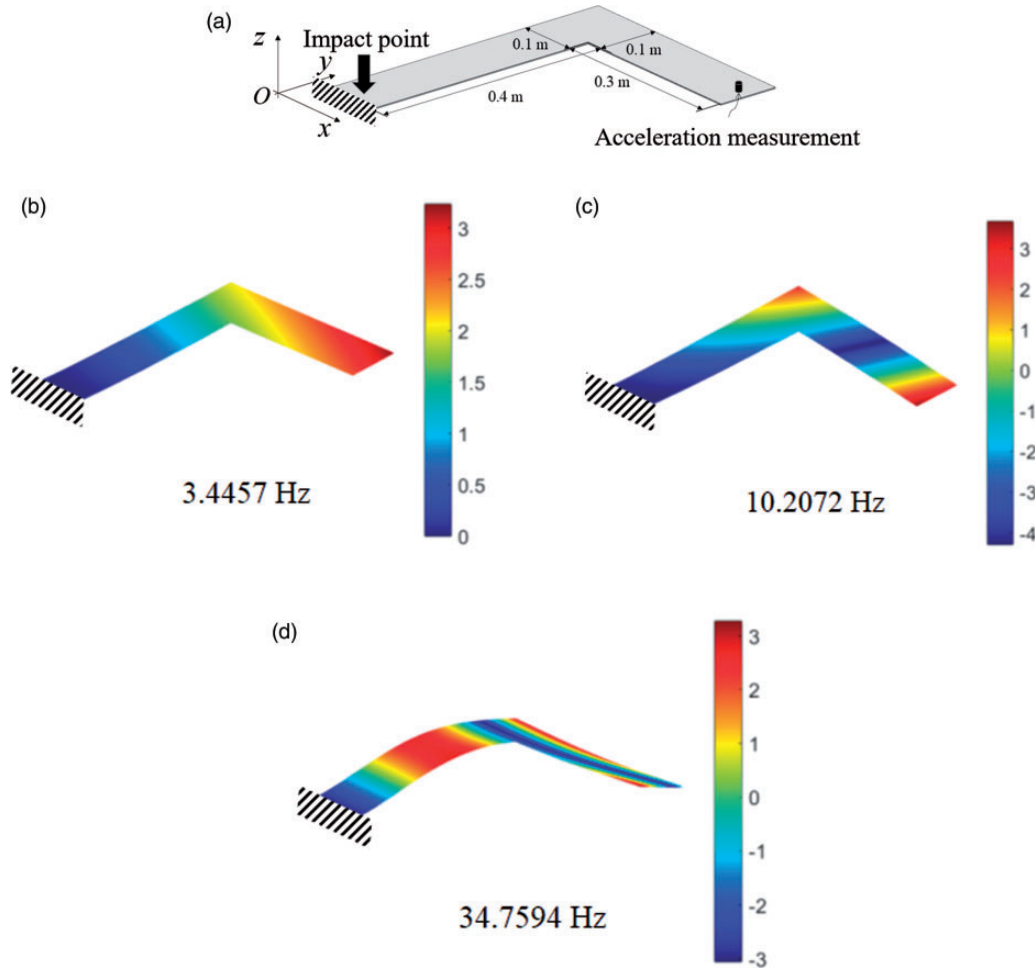 (a)
z
Impact point
y
O
x
0.1 m
0.1 m
0.4 m
0.3 m
Acceleration measurement
(b)
3
2.5
2
1.5
1
0.5
0
3.4457 Hz
(c)
3
2
1
0
-1
-2
-3
-4
10.2072 Hz
(d)
3
2
1
0
-1
-2
-3
34.7594 Hz